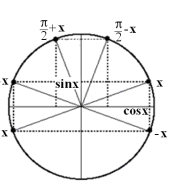 π/2+x π/2-x
-x x
sinx
cosx
x -x